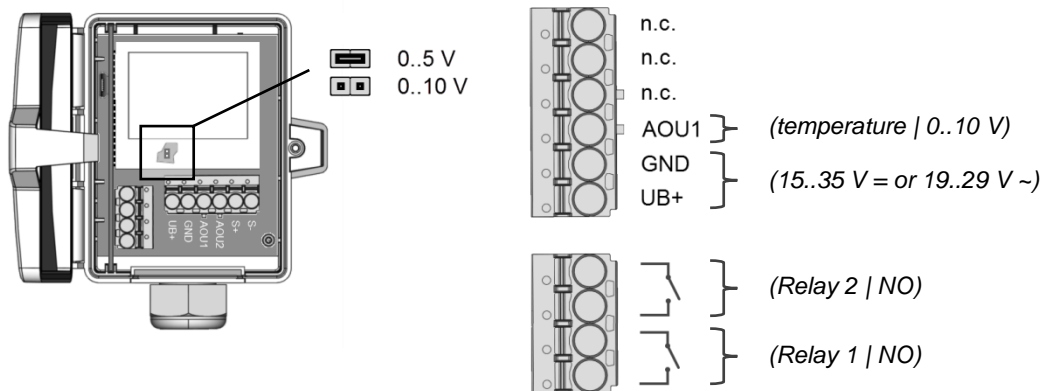 0..5 V
0..10 V
UB+
GND
AOU1
AOU2
S+
S-
n.c.
n.c.
n.c.
AOU1 (temperature | 0..10 V)
GND
(15..35 V = or 19..29 V ~)
UB+
(Relay 2 | NO)
(Relay 1 | NO)